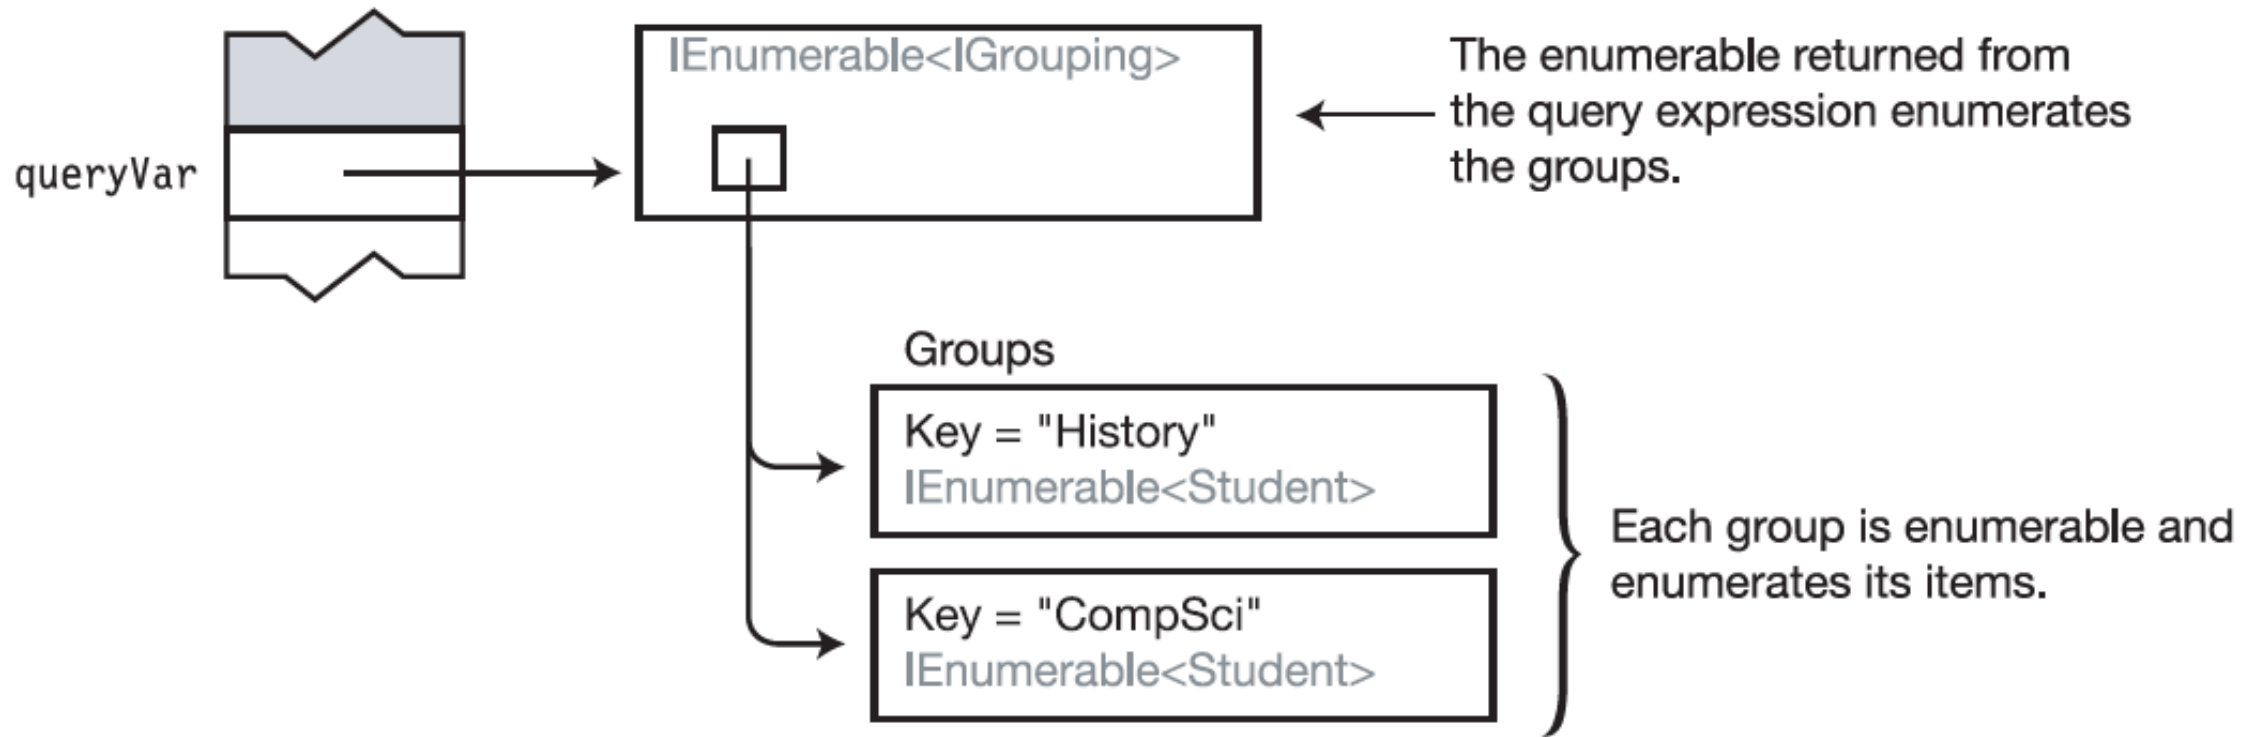 IEnumerable<IGrouping>
The enumerable returned from
the query expression enumerates
the groups.
queryVar
Groups
Key = "History"
IEnumerable<Student>
Key = "CompSci"
IEnumerable<Student>
Each group is enumerable and
enumerates its items.